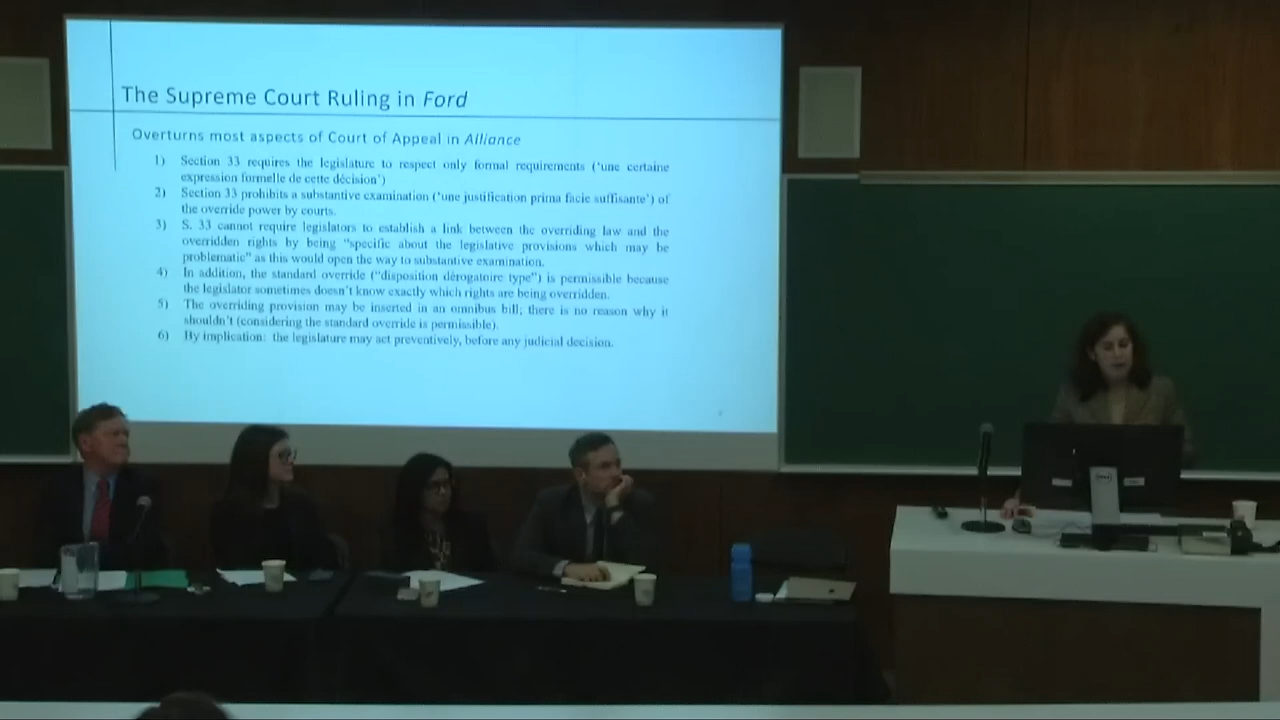 The Supreme Court Ruling in Ford
Overturns most aspects of Court of Appeal in Alliance
1) Section 33 requires the legislature to respect only formal requirements (‘une certaine
expression formelle de cette décision’)
2) Section 33 prohibits a substantive examination (‘une justification prima facie suffisante’) of
the override power by courts.
3) S. 33 cannot require legislators to establish a link between the overriding law and the
overridden rights by being “specific about the legislative provisions which may be
problematic” as this would open the way to substantive examination.
4) In addition, the standard override (“disposition dérogatoire type”) is permissible because
the legislator sometimes doesn’t know exactly which rights are being overridden.
5) The overriding provision may be inserted in an omnibus bill; there is no reason why it
shouldn’t (considering the standard override is permissible).
6) By implication: the legislature may act preventively, before any judicial decision.
DELL